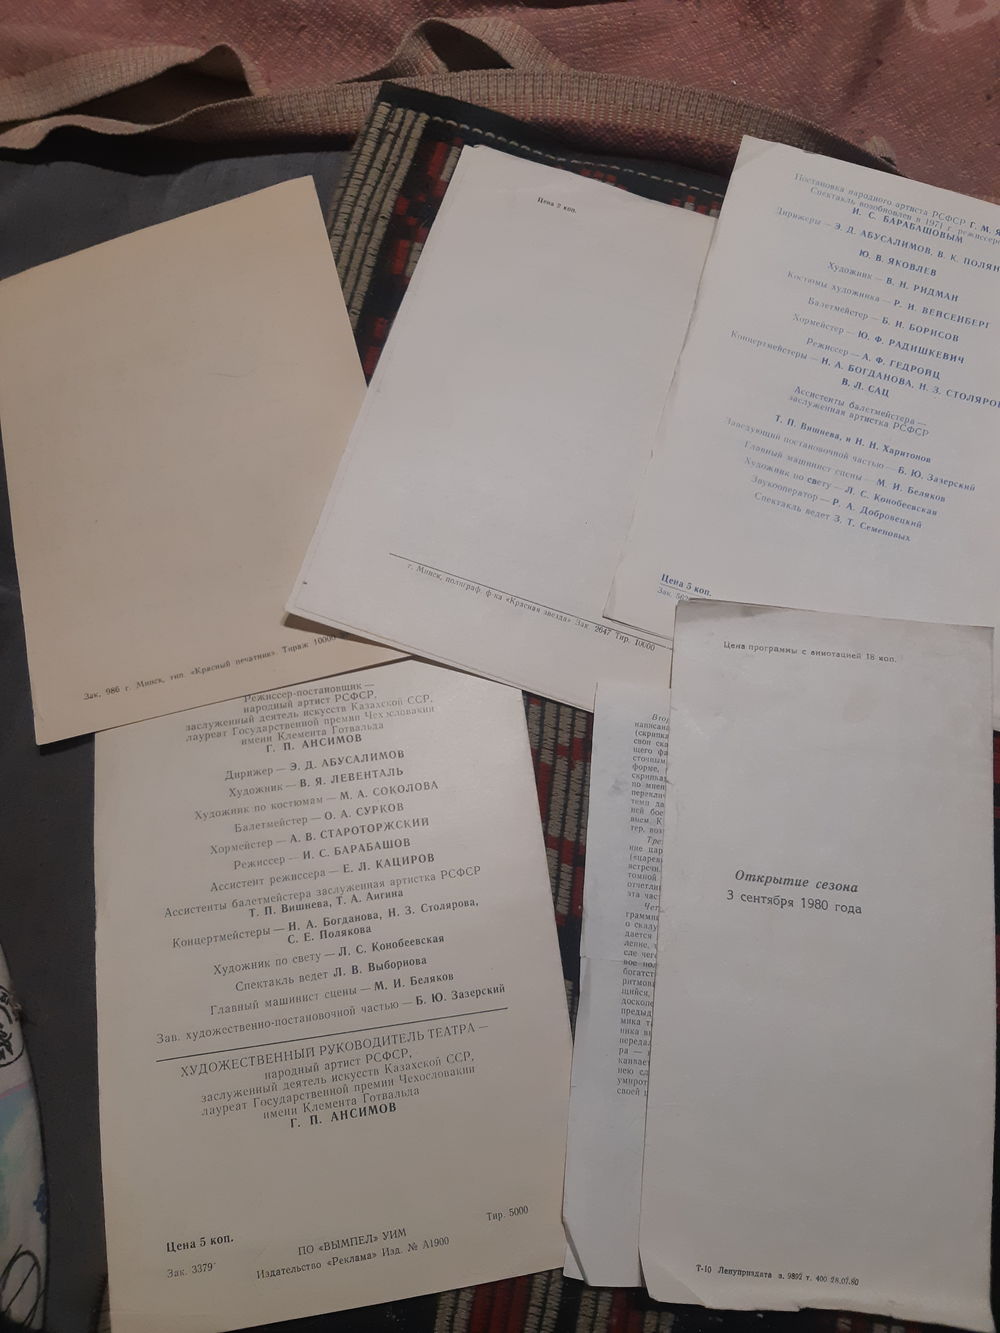 Зак. 986 г. Минск, тип. «Красный печатник». Тираж 10000
Цена 2 коп.
г. Минск, полиграф. ф-ка «Красная звезда» Зак. 2647 Тир. 10000
Постановка народного артиста РСФСР Г. М.
Спектакль возобновлен в 1971 г.
И. С. БАРАБАШОВЫМ
Дирижеры — Э. Д. АБУСАЛИМОВ, В. К.
Ю. В. ЯКОВЛЕВ
Художник — В. Н. РИДМАН
Костюмы художника — Р. И. ВЕЙСЕНБЕРГ
Балетмейстер — Б. И. БОРИСОВ
Хормейстер — Ю. Ф. РАДИШКЕВИЧ
Режиссер — А. Ф. ГЕДРОЙЦ
Концертмейстеры — Н. А. БОГДАНОВА, Н. З.
В. Л. САЦ
Ассистенты балетмейстера —
заслуженная артистка РСФСР
Т. П. Вишнева, и Н. Н. Харитонов
Заведующий постановочной частью — Б. Ю. Зазерский
Главный машинист сцены — М. И. Беляков
Художник по свету — Л. С. Конобеевская
Звукооператор — Р. А. Добровецкий
Спектакль ведет З. Т. Семеновых
Цена 5 коп.
Зак.
Режиссер-постановщик —
народный артист РСФСР,
заслуженный деятель искусств Казахской ССР,
лауреат Государственной премии Чехословакии
имени Клемента Готвальда
Г. П. АНСИМОВ
Дирижер — Э. Д. АБУСАЛИМОВ
Художник — В. Я. ЛЕВЕНТАЛЬ
Художник по костюмам — М. А. СОКОЛОВА
Балетмейстер — О. А. СУРКОВ
Хормейстер — А. В. СТАРОТОРЖСКИЙ
Режиссер — И. С. БАРАБАШОВ
Ассистент режиссера — Е. Л. КАЦИРОВ
Ассистенты балетмейстера заслуженная артистка РСФСР
Т. П. Вишнева, Т. А. Аигина
Концертмейстеры — Н. А. Богданова, Н. З. Столярова,
С. Е. Полякова
Художник по свету — Л. С. Конобеевская
Спектакль ведет Л. В. Выборнова
Главный машинист сцены — М. И. Беляков
Зав. художественно-постановочной частью — Б. Ю. Зазерский
ХУДОЖЕСТВЕННЫЙ РУКОВОДИТЕЛЬ ТЕАТРА —
народный артист РСФСР,
заслуженный деятель искусств Казахской ССР,
лауреат Государственной премии Чехословакии
имени Клемента Готвальда
Г. П. АНСИМОВ
Цена 5 коп.
Тир. 5000
ПО «ВЫМПЕЛ» УИМ
Зак. 3379
Издательство «Реклама» Изд. № А1900
Цена программы с аннотацией 18 коп.
Открытие сезона
3 сентября 1980 года
Т-10 Ленуприздата з. 9892 т. 400 28.07.80